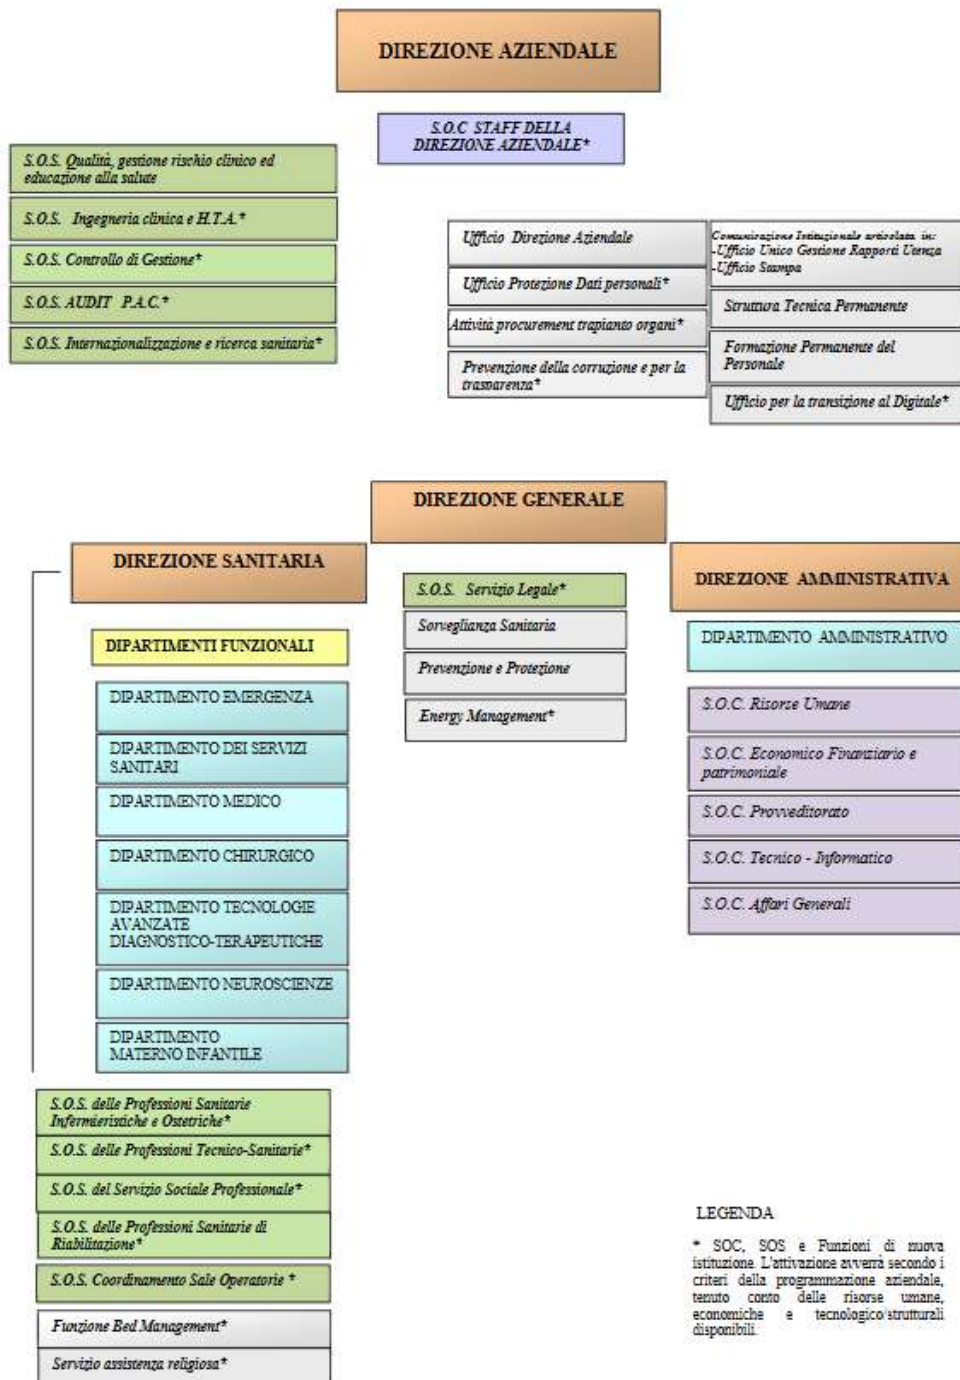 DIREZIONE AZIENDALE
S.O.C STAFF DELLA
DIREZIONE AZIENDALE*
S.O.S. Qualità, gestione rischio clinico ed
educazione alla salute
S.O.S. Ingegneria clinica e H.T.A.*
S.O.S. Controllo di Gestione*
S.O.S. AUDIT P.A.C.*
S.O.S. Internazionalizzazione e ricerca sanitaria*
Ufficio Direzione Aziendale
Ufficio Protezione Dati personali*
Attività procurement trapianto organi*
Prevenzione della corruzione e per la
trasparenza*
Comunicazione Istituzionale articolata in:
-Ufficio Unico Gestione Rapporti Utenza
-Ufficio Stampa
Struttura Tecnica Permanente
Formazione Permanente del
Personale
Ufficio per la transizione al Digitale*
DIREZIONE GENERALE
DIREZIONE SANITARIA
DIPARTIMENTI FUNZIONALI
DIPARTIMENTO EMERGENZA
DIPARTIMENTO DEI SERVIZI
SANITARI
DIPARTIMENTO MEDICO
DIPARTIMENTO CHIRURGICO
DIPARTIMENTO TECNOLOGIE
AVANZATE
DIAGNOSTICO-TERAPEUTICHE
DIPARTIMENTO NEUROSCIENZE
DIPARTIMENTO
MATERNO INFANTILE
S.O.S. delle Professioni Sanitarie
Infermieristiche e Ostetriche*
S.O.S. delle Professioni Tecnico-Sanitarie*
S.O.S. del Servizio Sociale Professionale*
S.O.S. delle Professioni Sanitarie di
Riabilitazione*
S.O.S. Coordinamento Sale Operatorie *
Funzione Bed Management*
Servizio assistenza religiosa*
S.O.S. Servizio Legale*
Sorveglianza Sanitaria
Prevenzione e Protezione
Energy Management*
DIREZIONE AMMINISTRATIVA
DIPARTIMENTO AMMINISTRATIVO
S.O.C. Risorse Umane
S.O.C. Economico Finanziario e
patrimoniale
S.O.C. Provveditorato
S.O.C. Tecnico - Informatico
S.O.C. Affari Generali
LEGENDA
* SOC, SOS e Funzioni di nuova
istituzione. L'attivazione avverrà secondo i
criteri della programmazione aziendale,
tenuto conto delle risorse umane,
economiche e tecnologico/strutturali
disponibili.